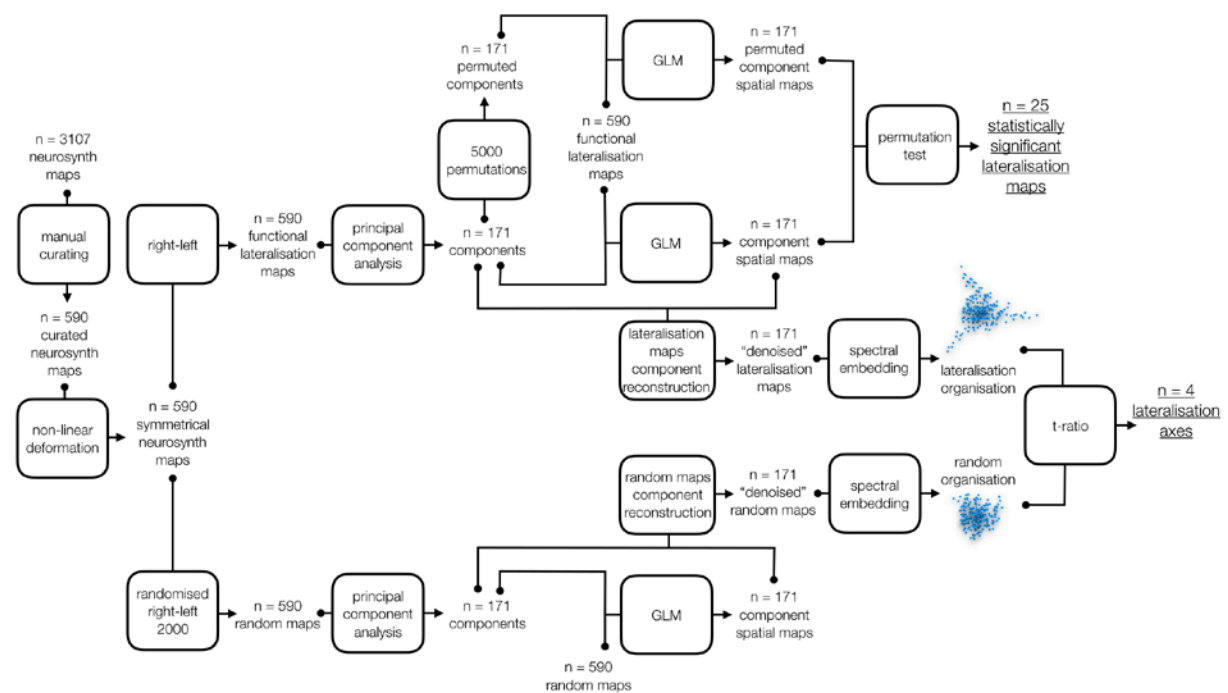 n = 3107
neurosynth
maps
manual
curating
n = 590
curated
neurosynth
maps
non-linear
deformation
n = 590
symmetrical
neurosynth
maps
right-left
n = 590
functional
lateralisation
maps
principal
component
analysis
n = 171
components
5000
permutations
n = 171
permuted
components
n = 590
functional
lateralisation
maps
GLM
n = 171
permuted
component
spatial maps
GLM
n = 171
component
spatial maps
permutation
test
n = 25
statistically
significant
lateralisation
maps
lateralisation
maps
component
reconstruction
n = 171
"denoised"
lateralisation
maps
spectral
embedding
lateralisation
organisation
t-ratio
n = 4
lateralisation
axes
random maps
component
reconstruction
n = 171
"denoised"
random maps
spectral
embedding
random
organisation
randomised
right-left
2000
n = 590
random maps
principal
component
analysis
n = 171
components
n = 590
random maps
GLM
n = 171
component
spatial maps